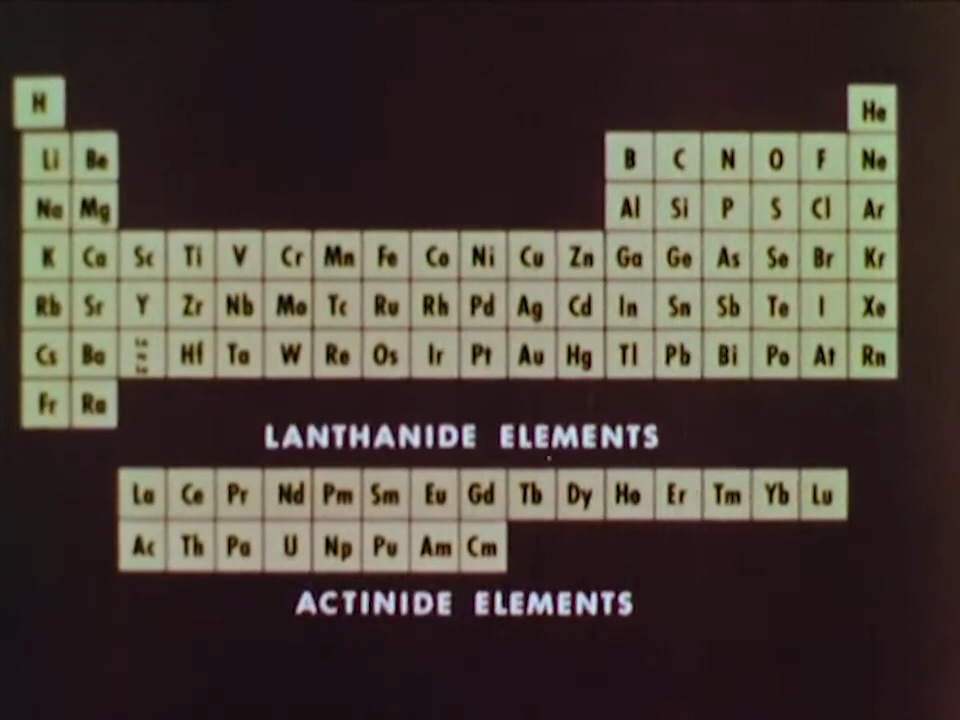 H He
Li Be B C N O F Ne
Na Mg Al Si P S Cl Ar
K Ca Sc Ti V Cr Mn Fe Co Ni Cu Zn Ga Ge As Se Br Kr
Rb Sr Y Zr Nb Mo Tc Ru Rh Pd Ag Cd In Sn Sb Te I Xe
Cs Ba Hf Ta W Re Os Ir Pt Au Hg Tl Pb Bi Po At Rn
Fr Ra
LANTHANIDE ELEMENTS
La Ce Pr Nd Pm Sm Eu Gd Tb Dy Ho Er Tm Yb Lu
Ac Th Pa U Np Pu Am Cm
ACTINIDE ELEMENTS